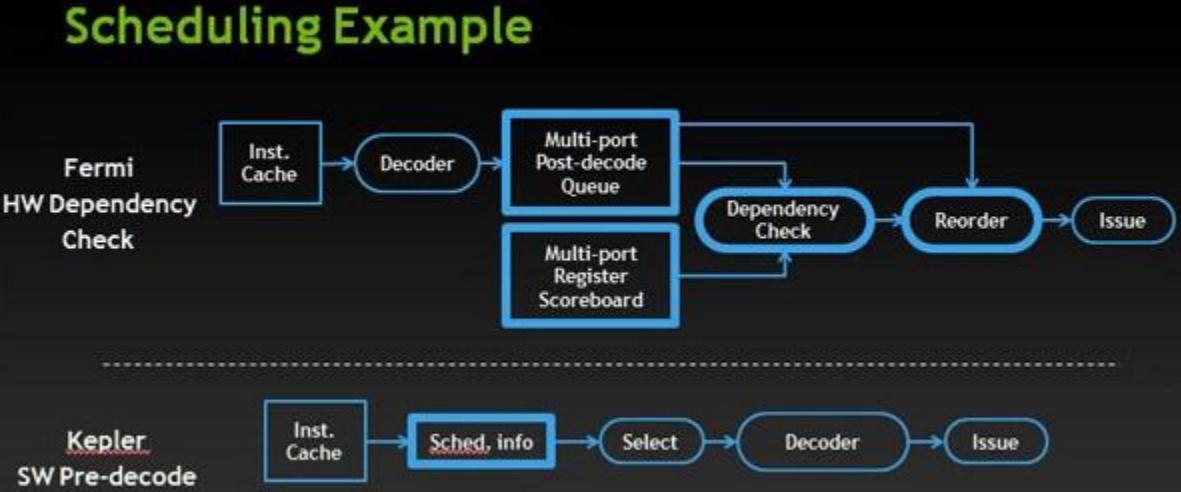 Scheduling Example
Fermi
HW Dependency
Check
Inst.
Cache
Decoder
Multi-port
Post-decode
Queue
Multi-port
Register
Scoreboard
Dependency
Check
Reorder
Issue
Kepler
SW Pre-decode
Inst.
Cache
Sched. info
Select
Decoder
Issue